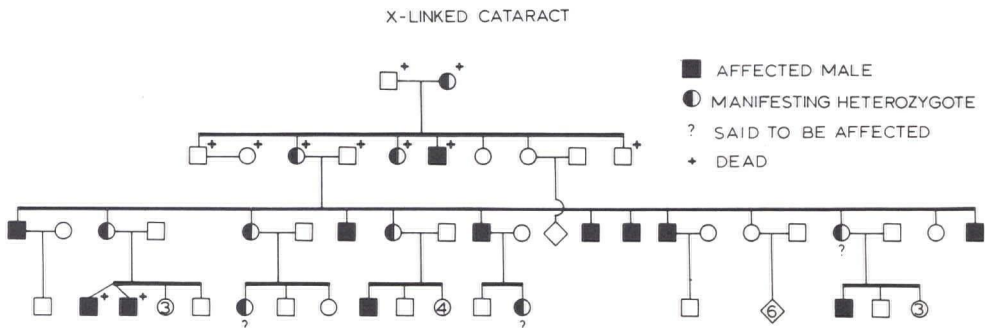 X-LINKED CATARACT
AFFECTED MALE
MANIFESTING HETEROZYGOTE
? SAID TO BE AFFECTED
+ DEAD
?
3
?
4
?
6
3